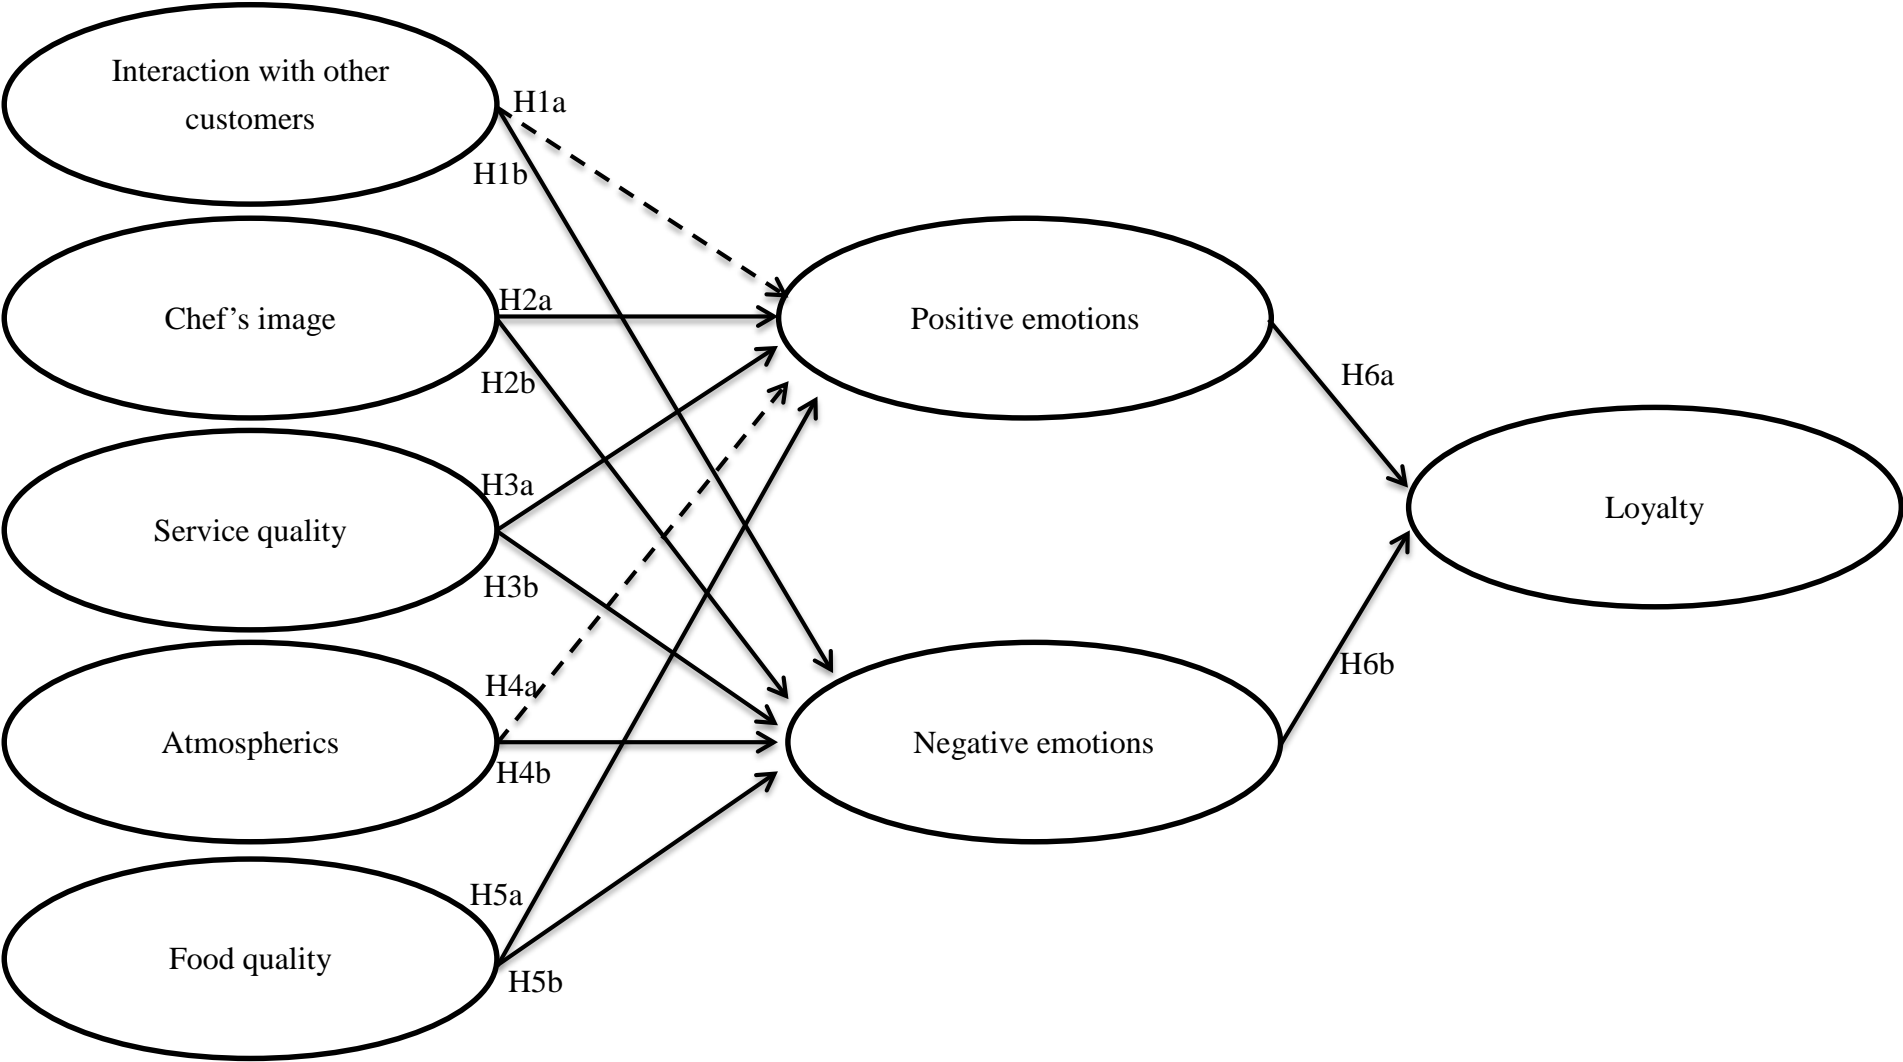 Interaction with other
customers
H1a
H1b
Chef’s image
H2a
H2b
Positive emotions
H6a
Service quality
H3a
H3b
Loyalty
Atmospherics
H4a
H4b
Negative emotions
H6b
Food quality
H5a
H5b